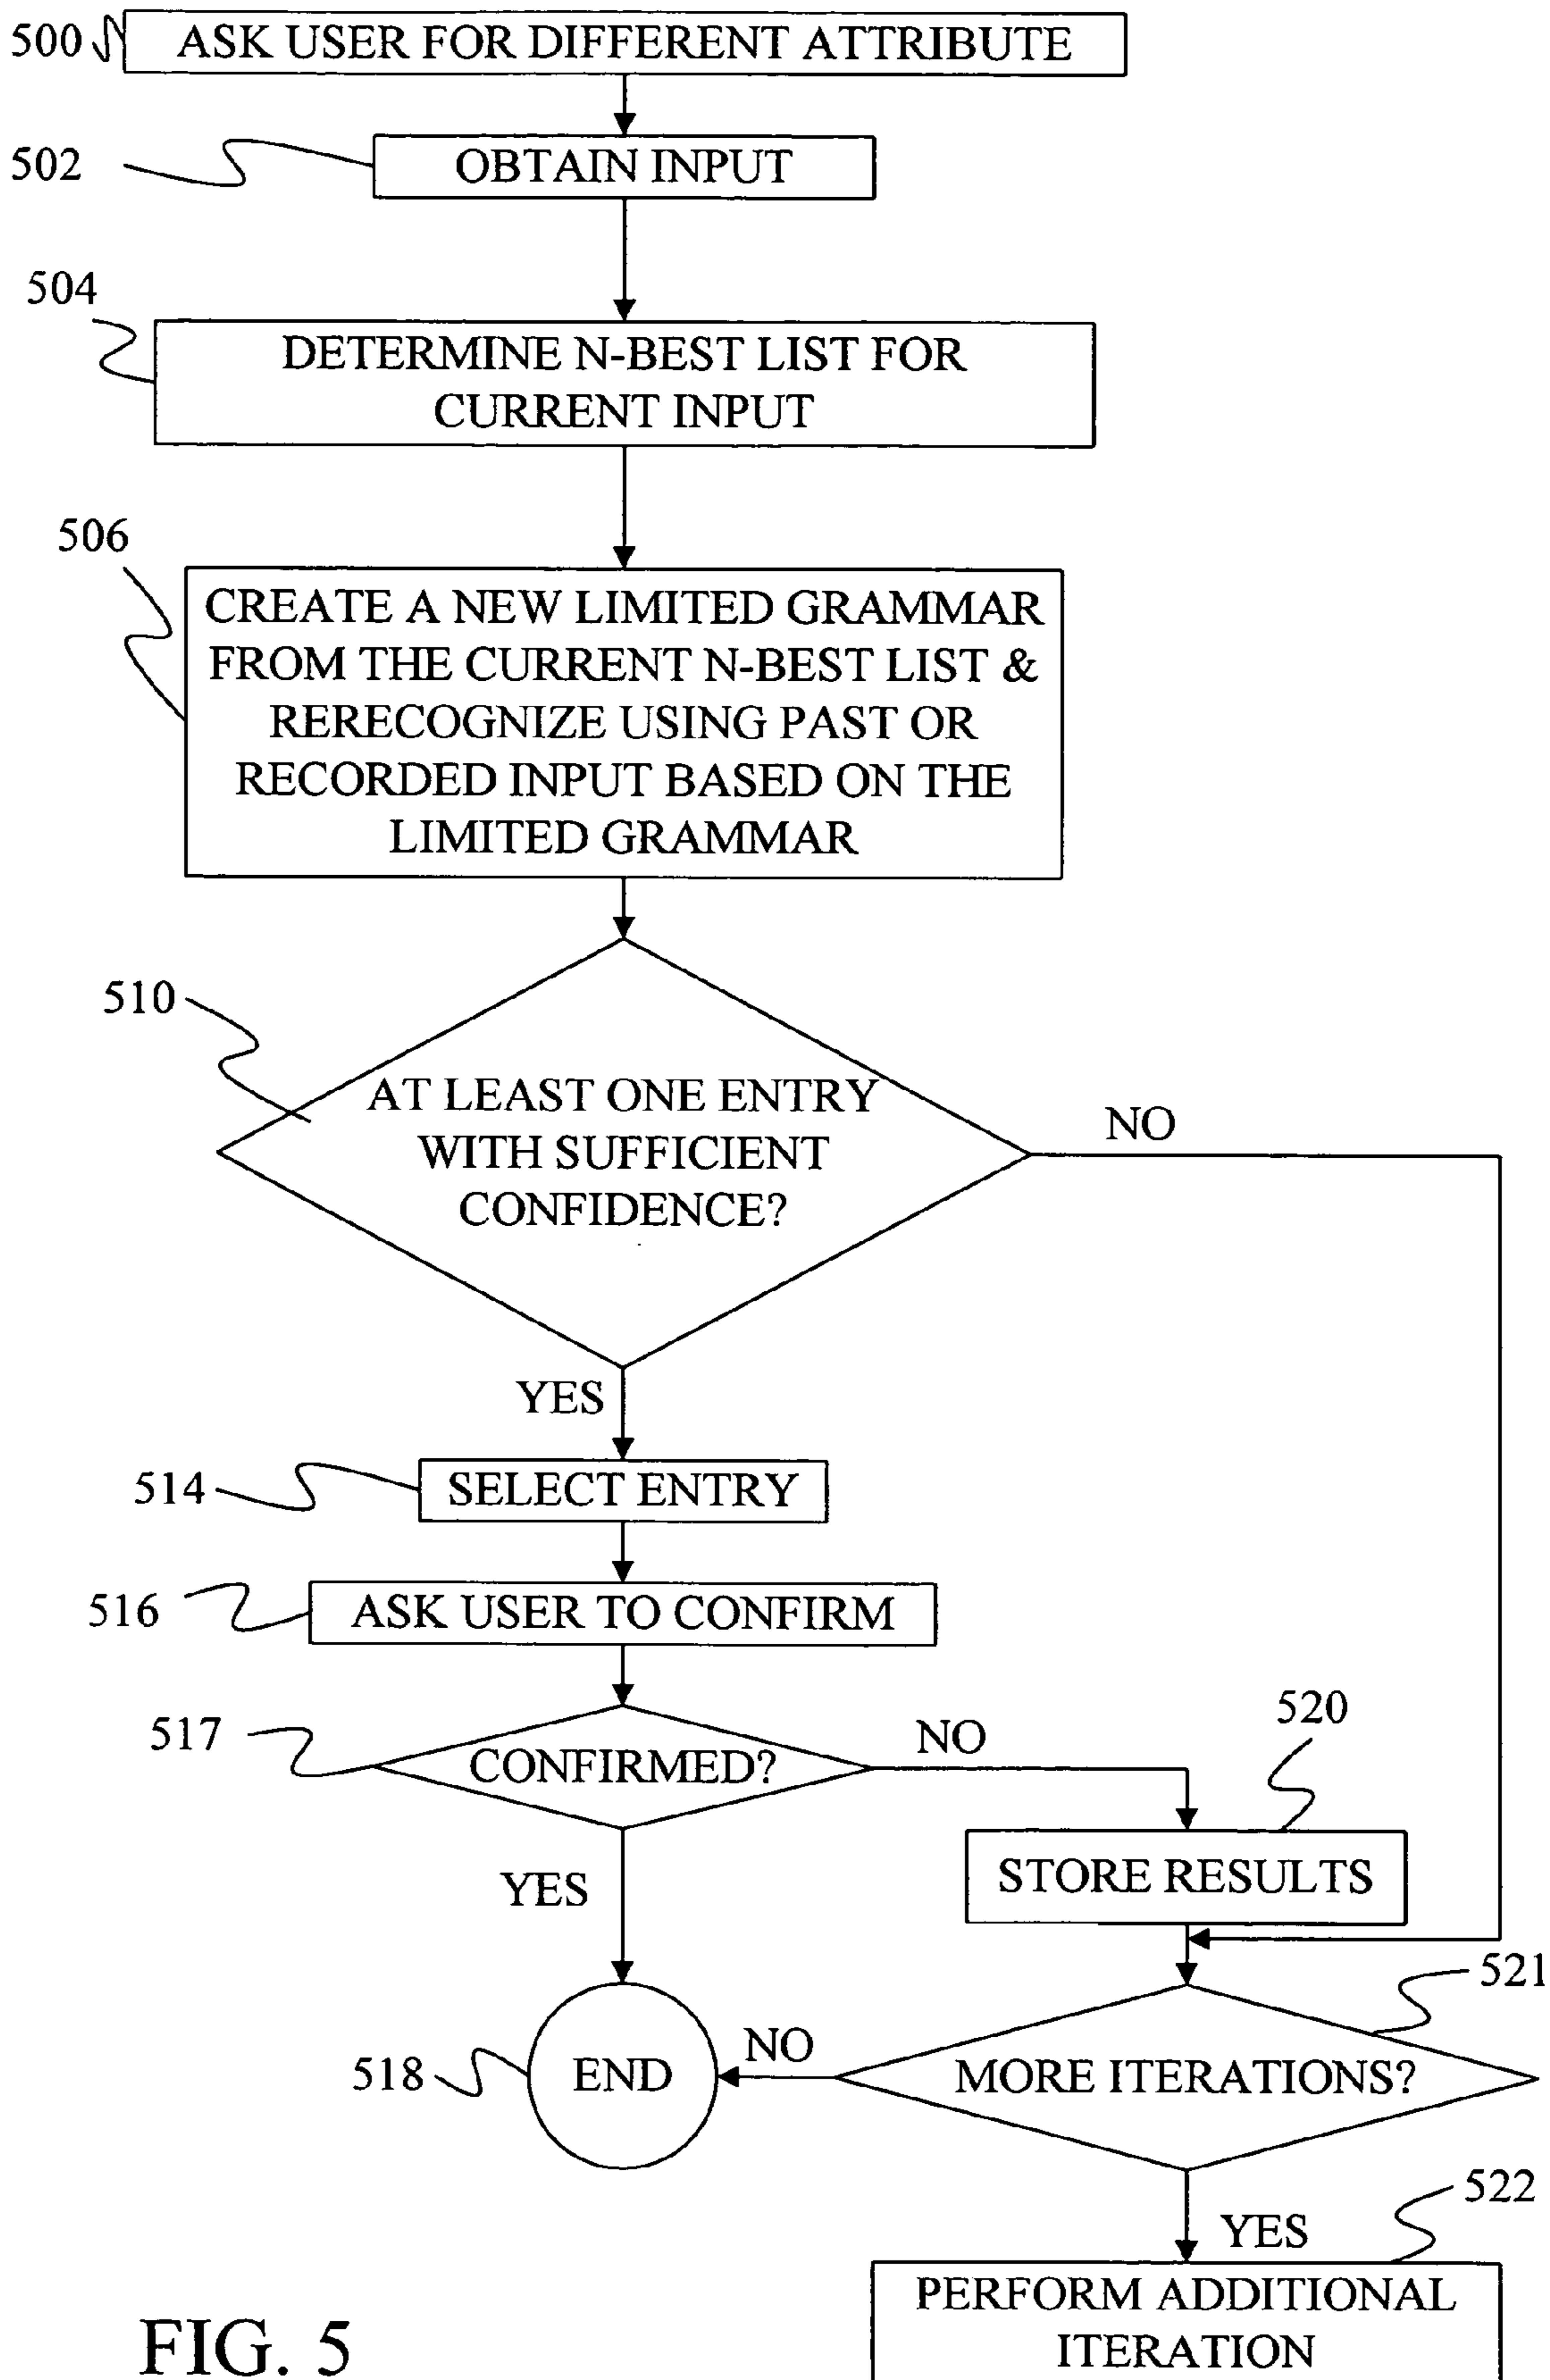 500
ASK USER FOR DIFFERENT ATTRIBUTE
502
OBTAIN INPUT
504
DETERMINE N-BEST LIST FOR
CURRENT INPUT
506
CREATE A NEW LIMITED GRAMMAR
FROM THE CURRENT N-BEST LIST &
RERECOGNIZE USING PAST OR
RECORDED INPUT BASED ON THE
LIMITED GRAMMAR
510
AT LEAST ONE ENTRY
WITH SUFFICIENT
CONFIDENCE?
NO
YES
514
SELECT ENTRY
516
ASK USER TO CONFIRM
517
CONFIRMED?
NO
520
STORE RESULTS
YES
521
518
END
NO
MORE ITERATIONS?
522
YES
PERFORM ADDITIONAL
ITERATION
FIG. 5